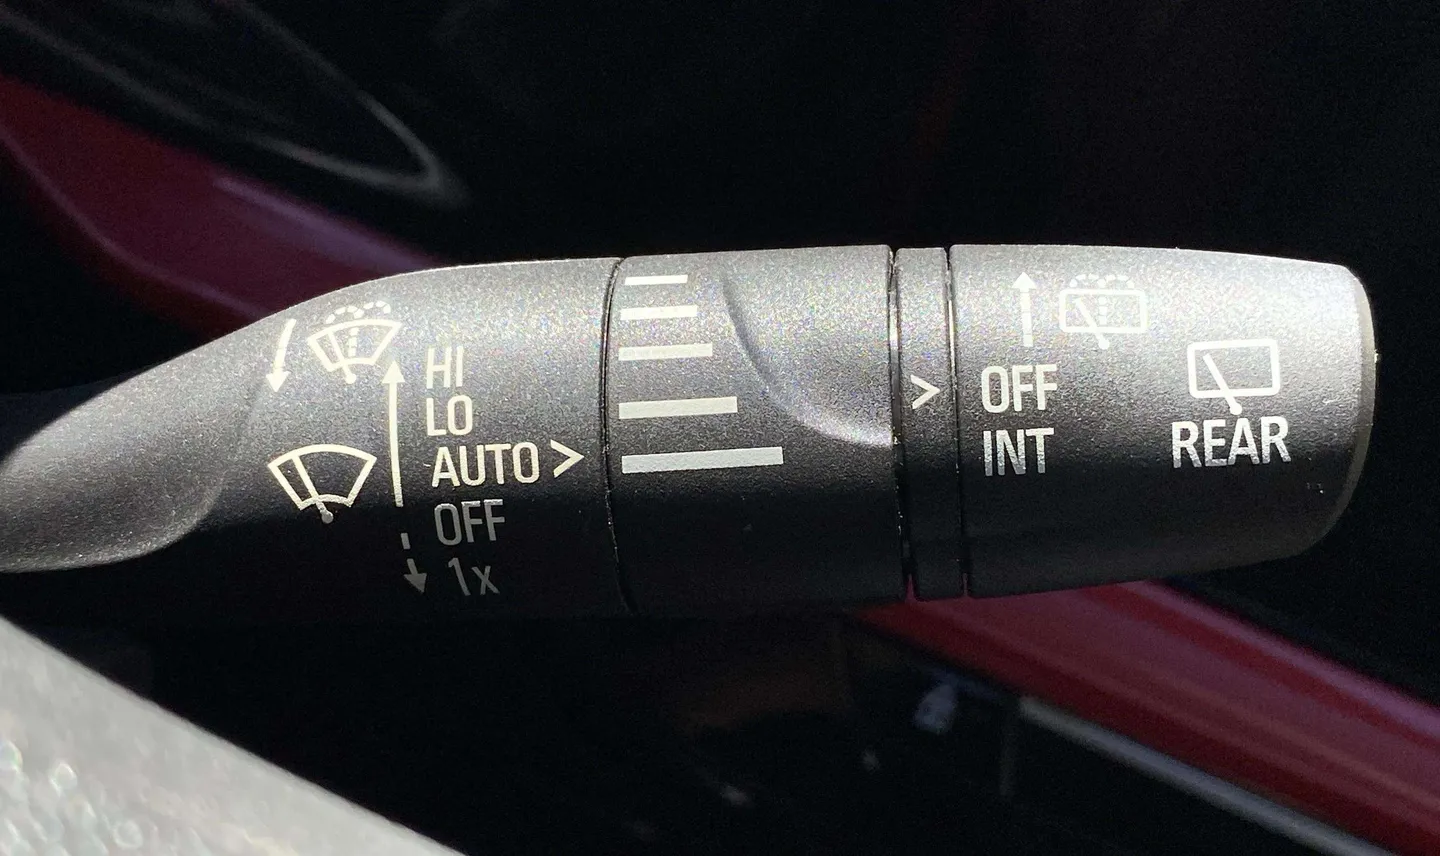 HI
LO
AUTO >
OFF
1x
>
OFF
INT
REAR